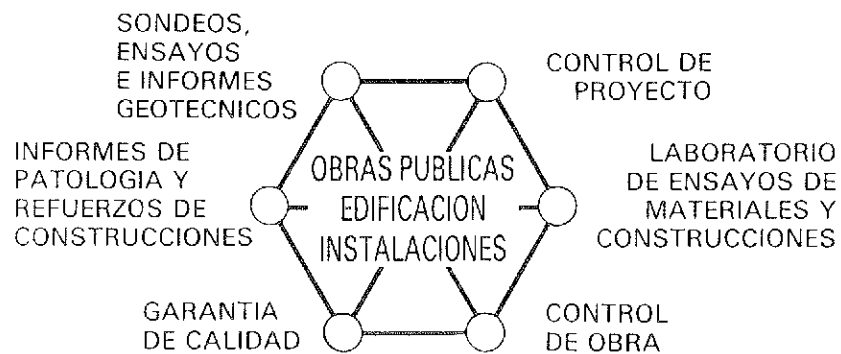 SONDEOS,
ENSAYOS
E INFORMES
GEOTECNICOS
CONTROL DE
PROYECTO
INFORMES DE
PATOLOGIA Y
REFUERZOS DE
CONSTRUCCIONES
OBRAS PUBLICAS
EDIFICACION
INSTALACIONES
LABORATORIO
DE ENSAYOS DE
MATERIALES Y
CONSTRUCCIONES
GARANTIA
DE CALIDAD
CONTROL
DE OBRA